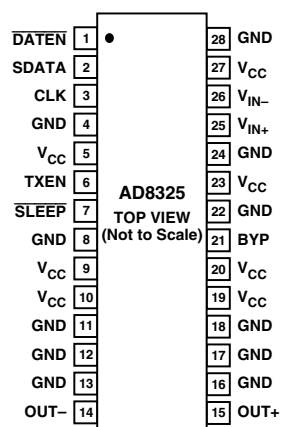 DATEN 1 28 GND
SDATA 2 27 VCC
CLK 3 26 VIN–
GND 4 25 VIN+
VCC 5 24 GND
TXEN 6 23 VCC
AD8325
SLEEP 7 22 GND
TOP VIEW
(Not to Scale)
GND 8 21 BYP
VCC 9 20 VCC
VCC 10 19 VCC
GND 11 18 GND
GND 12 17 GND
GND 13 16 GND
OUT– 14 15 OUT+